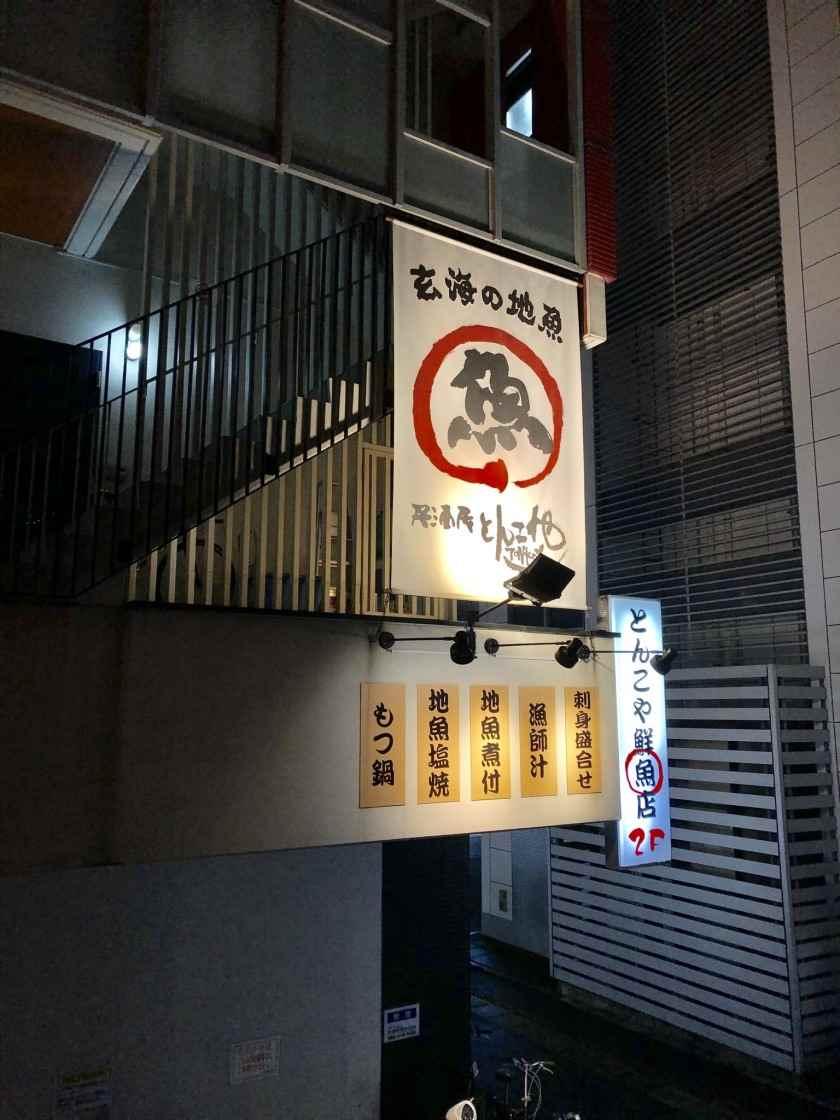 玄海の地魚
魚
居酒屋とんこや
刺身盛合せ
漁師汁
地魚煮付
地魚塩焼
もつ鍋
とんこや鮮魚店
2F